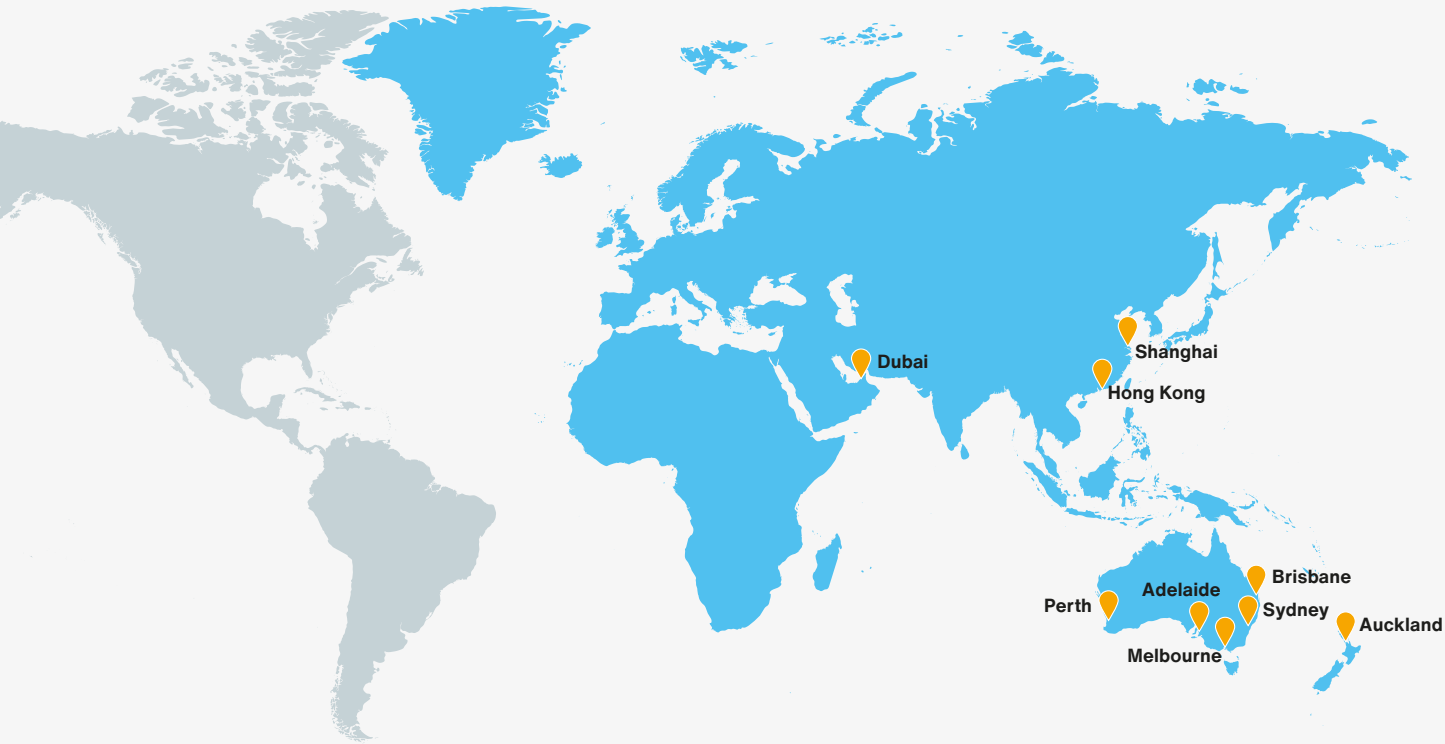 Shanghai
Dubai
Hong Kong
Brisbane
Adelaide
Perth
Sydney
Auckland
Melbourne